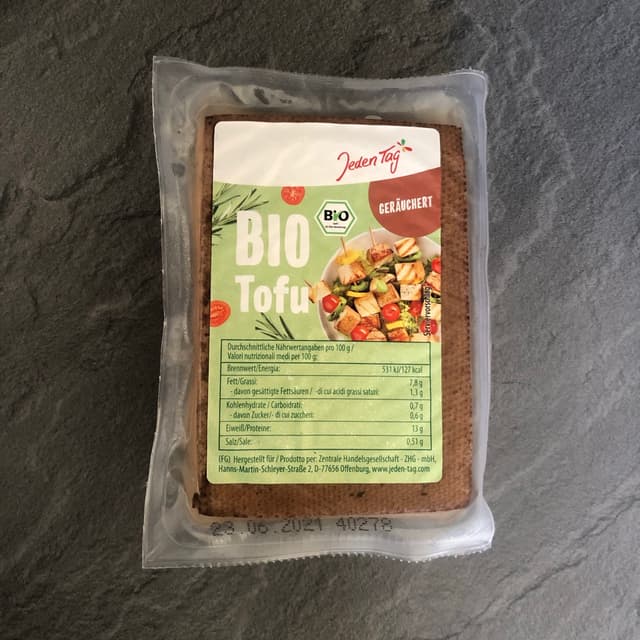 Jeden Tag
GERÄUCHERT
BIO
BIO
Tofu
Serviervorschlag
Durchschnittliche Nährwertangaben pro 100 g /
Valori nutrizionali medi per 100 g:
Brennwert/Energia: 531 kJ/127 kcal
Fett/Grassi: 7,8 g
- davon gesättigte Fettsäuren / -di cui acidi grassi saturi: 1,3 g
Kohlenhydrate / Carboidrati: 0,7 g
- davon Zucker/- di cui zuccheri: 0,6 g
Eiweiß/Proteine: 13 g
Salz/Sale: 0,53 g
(FG) Hergestellt für / Prodotto per: Zentrale Handelsgesellschaft - ZHG - mbH,
Hanns-Martin-Schleyer-Straße 2, D-77656 Offenburg, www.jeden-tag.com
23.06.2021 40278